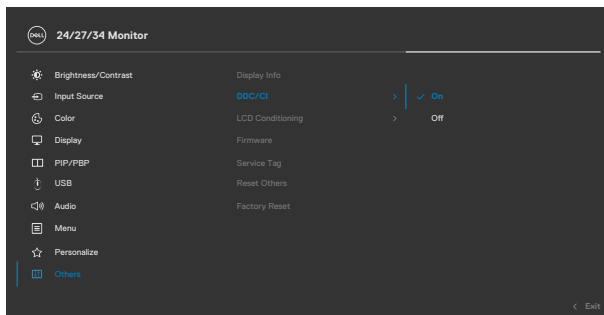 DELL 24/27/34 Monitor
Brightness/Contrast
Input Source
Color
Display
PIP/PBP
USB
Audio
Menu
Personalize
Others
Display Info
DDC/CI >
LCD Conditioning >
Firmware
Service Tag
Reset Others
Factory Reset
✓ On
Off
< Exit